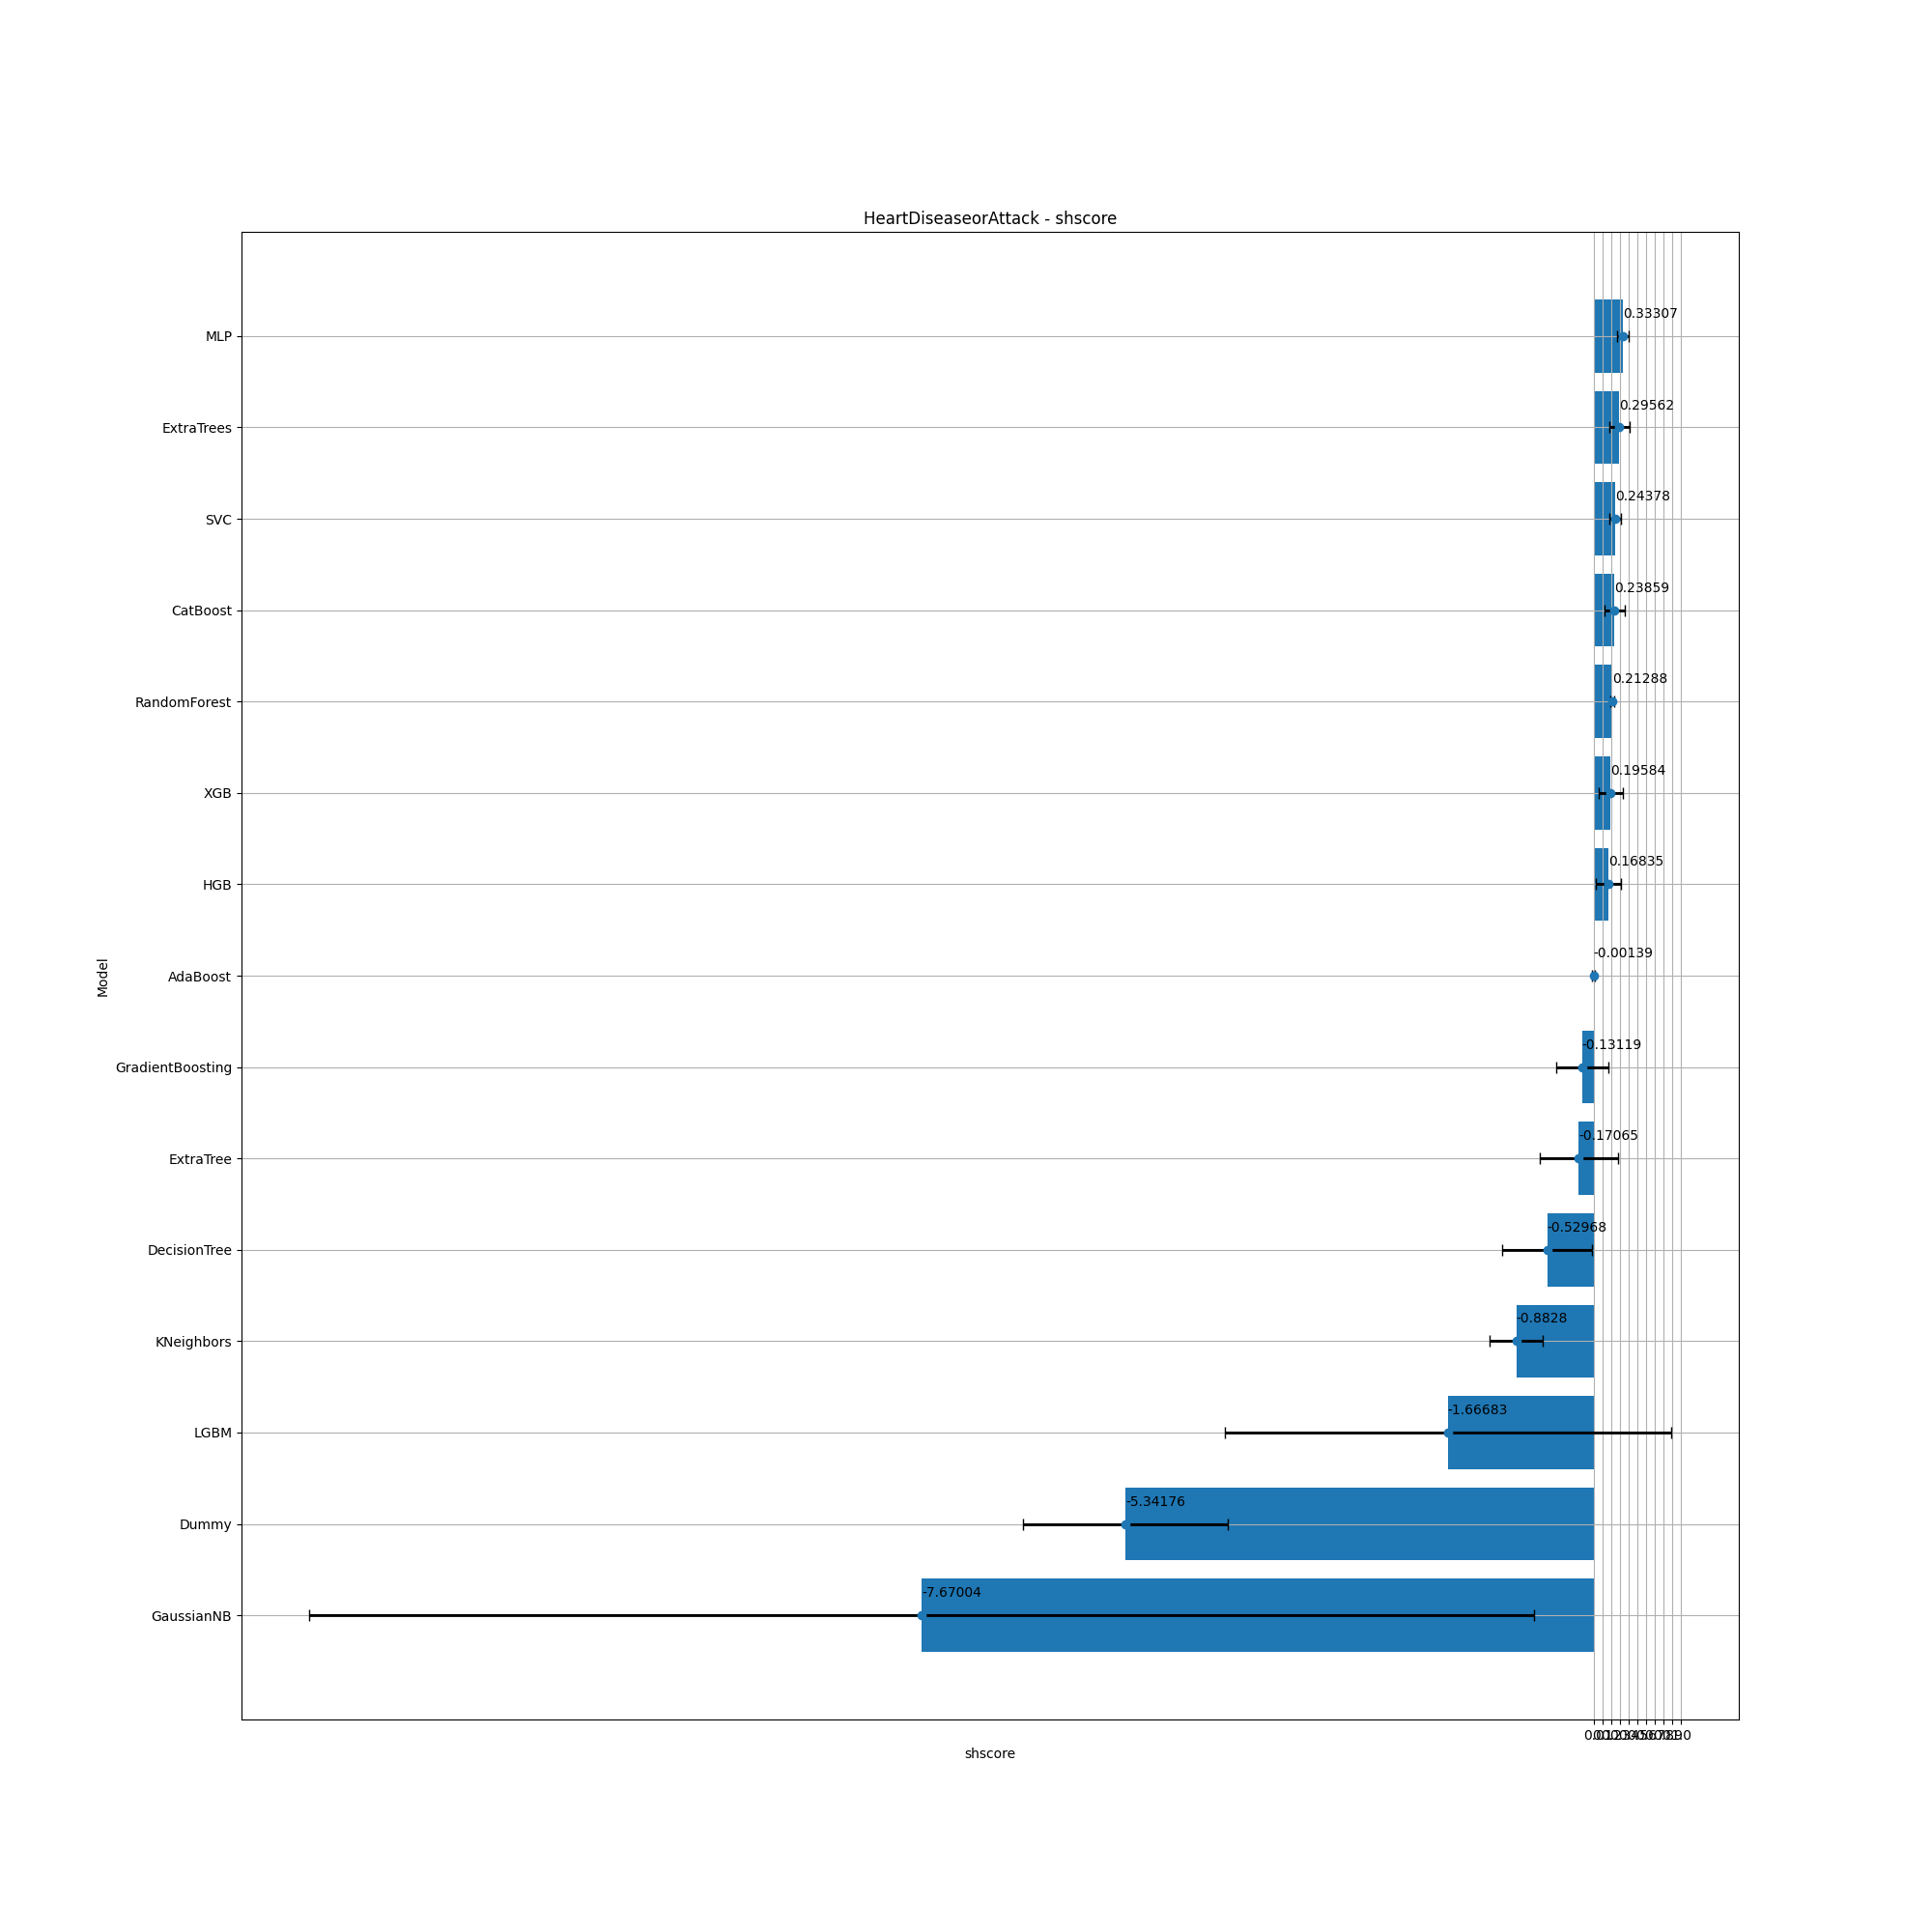 HeartDiseaseorAttack - shscore
MLP
0.33307
ExtraTrees
0.29562
SVC
0.24378
CatBoost
0.23859
RandomForest
0.21288
XGB
0.19584
HGB
0.16835
AdaBoost
-0.00139
GradientBoosting
-0.13119
ExtraTree
-0.17065
DecisionTree
-0.52968
KNeighbors
-0.8828
LGBM
-1.66683
Dummy
-5.34176
GaussianNB
-7.67004
Model
shscore